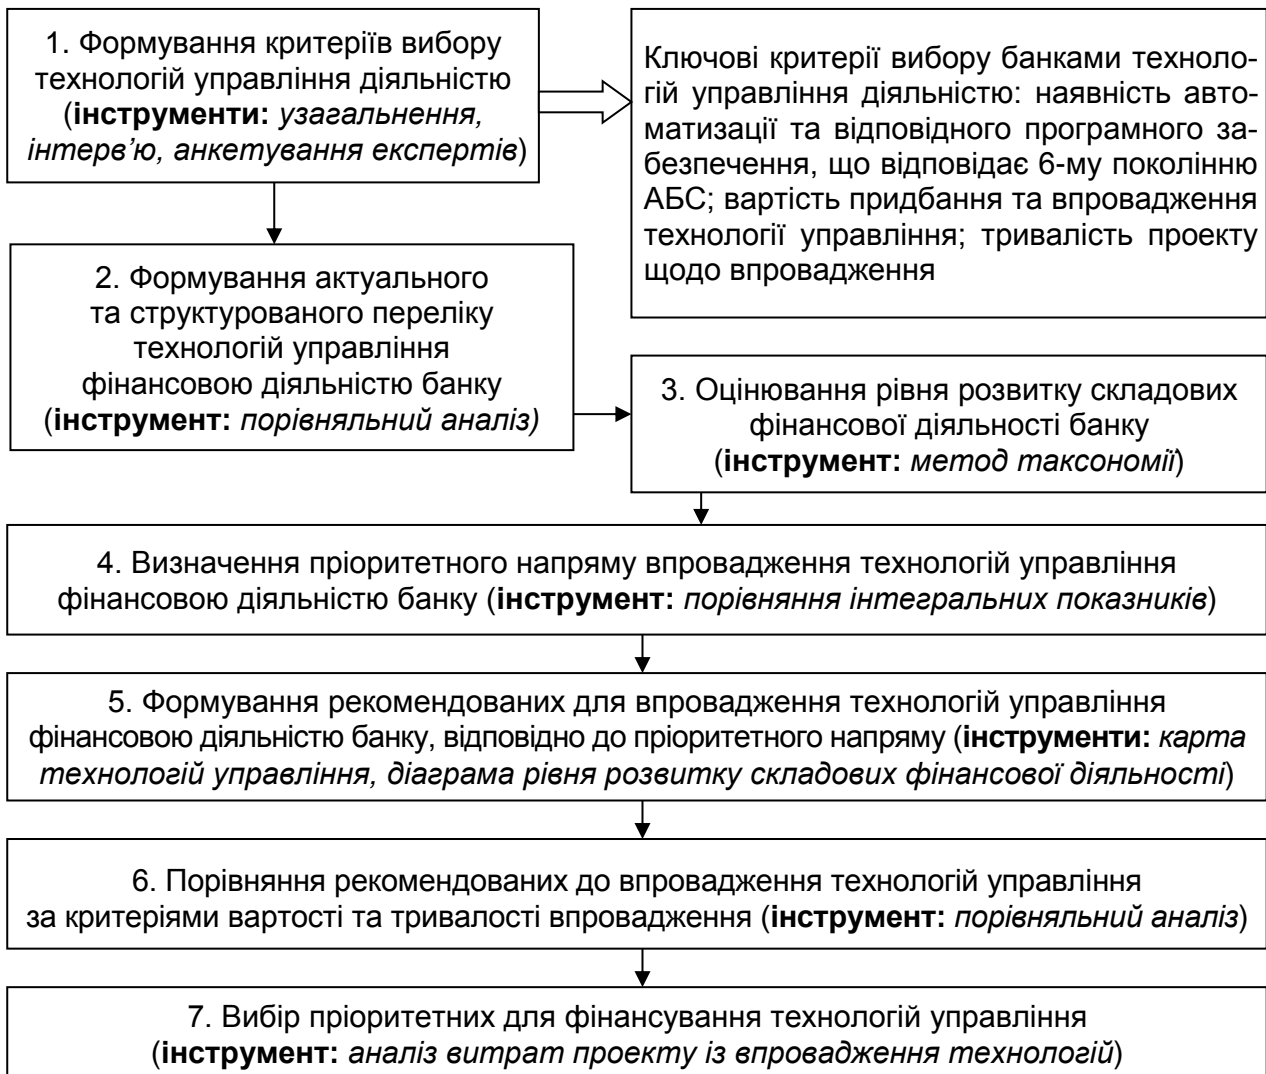 1. Формування критеріїв вибору
технологій управління діяльністю
(інструменти: узагальнення,
інтерв’ю, анкетування експертів)
Ключові критерії вибору банками техноло-
гій управління діяльністю: наявність авто-
матизації та відповідного програмного за-
безпечення, що відповідає 6-му поколінню
АБС; вартість придбання та впровадження
технології управління; тривалість проекту
щодо впровадження
2. Формування актуального
та структурованого переліку
технологій управління
фінансовою діяльністю банку
(інструмент: порівняльний аналіз)
3. Оцінювання рівня розвитку складових
фінансової діяльності банку
(інструмент: метод таксономії)
4. Визначення пріоритетного напряму впровадження технологій управління
фінансовою діяльністю банку (інструмент: порівняння інтегральних показників)
5. Формування рекомендованих для впровадження технологій управління
фінансовою діяльністю банку, відповідно до пріоритетного напряму (інструменти: карта
технологій управління, діаграма рівня розвитку складових фінансової діяльності)
6. Порівняння рекомендованих до впровадження технологій управління
за критеріями вартості та тривалості впровадження (інструмент: порівняльний аналіз)
7. Вибір пріоритетних для фінансування технологій управління
(інструмент: аналіз витрат проекту із впровадження технологій)